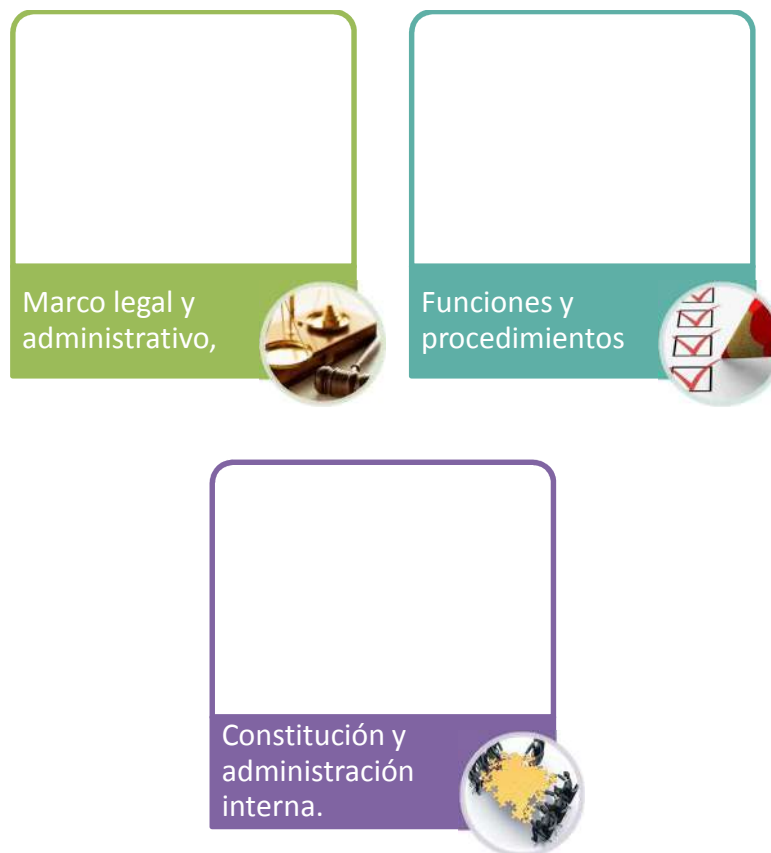 Marco legal y
administrativo,
Funciones y
procedimientos
Constitución y
administración
interna.